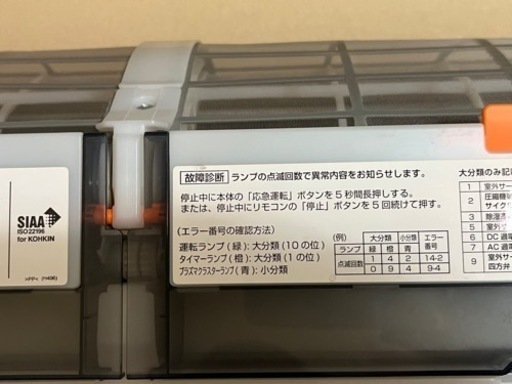 SIAA
ISO22196
for KOHKIN
故障診断 ランプの点滅回数で異常内容をお知らせします。
停止中に本体の「応急運転」ボタンを5秒間長押しする。
または、停止中にリモコンの「停止」ボタンを5回続けて押す。
〈エラー番号の確認方法〉
運転ランプ(緑):大分類(10の位)
タイマーランプ(橙):大分類(1の位)
プラズマクラスターランプ(青):小分類
(例) 大分類 小分類 エラー番号
ランプ 緑 橙 青
点滅回数 1 4 2 14-2
0 9 4 9-4
大分類のみ記
1 室外サー
2 圧縮機
サイク
3 除湿
5 室外
6 DC過電
7 AC過電
9 室外サー
四方弁